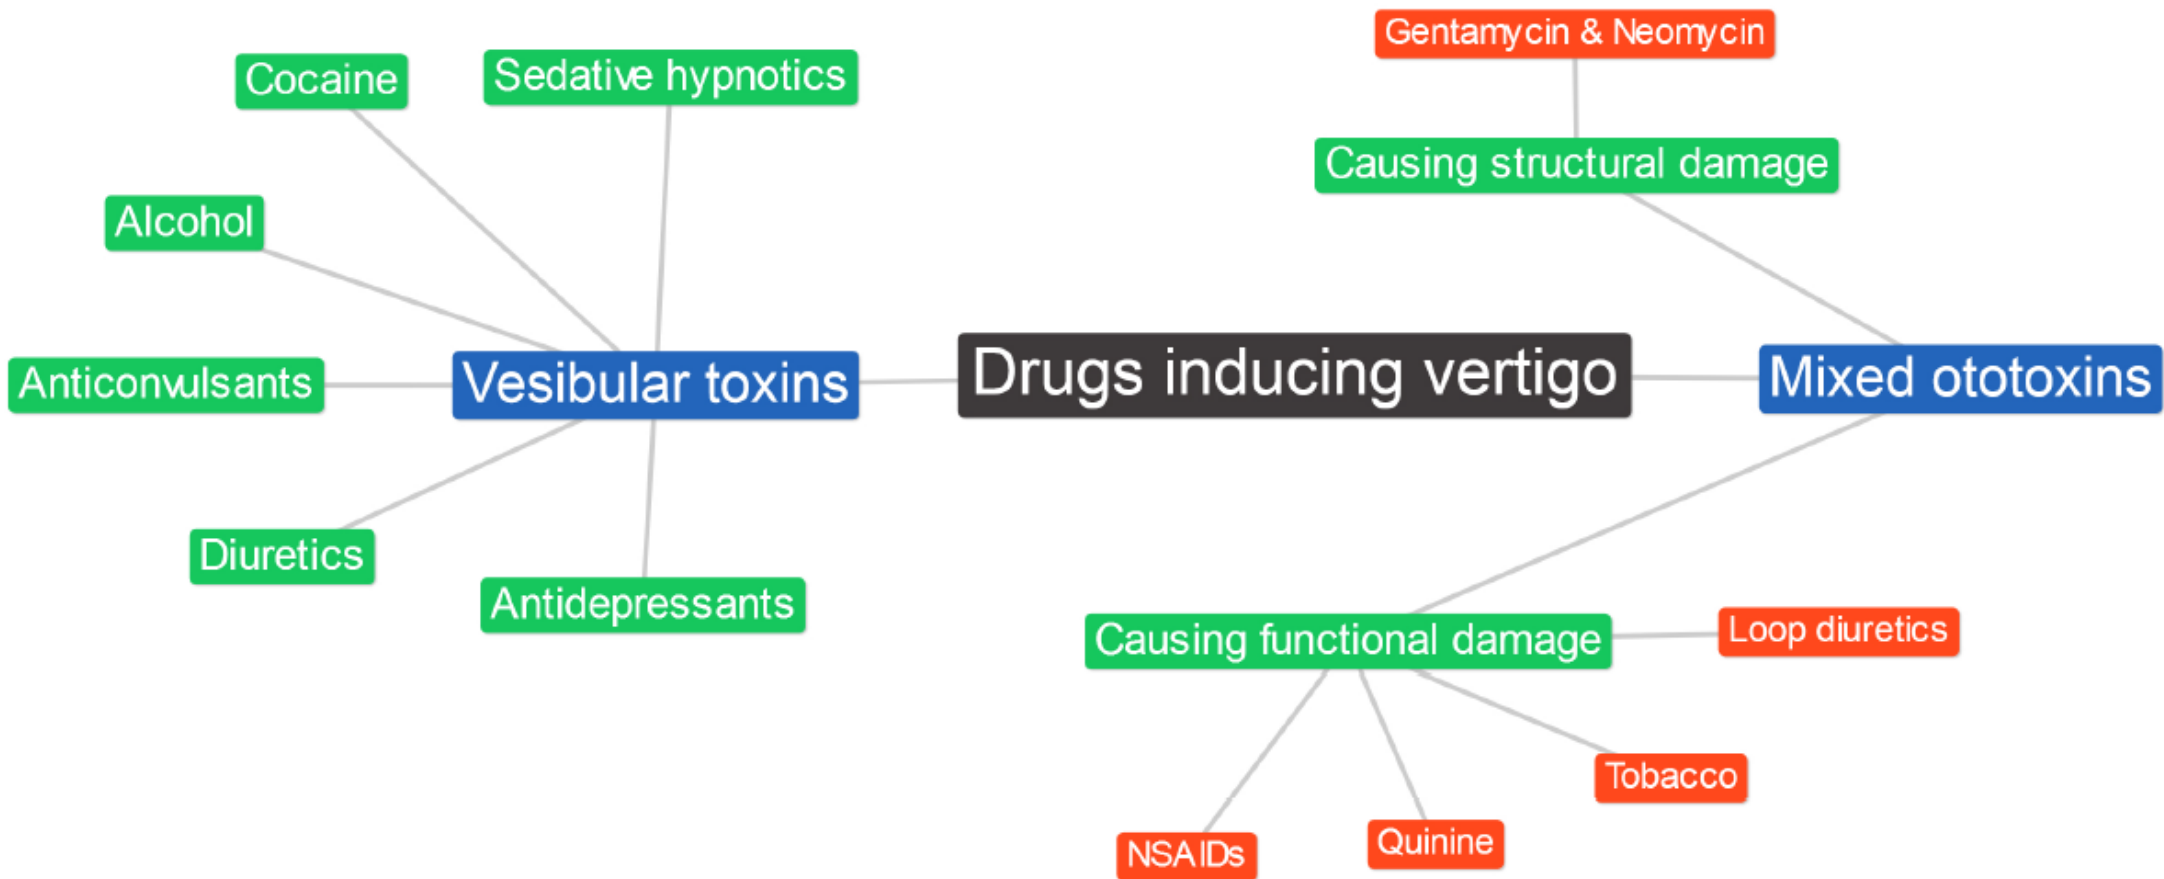 Gentamycin & Neomycin
Cocaine
Sedative hypnotics
Causing structural damage
Alcohol
Anticonvulsants
Vesibular toxins
Drugs inducing vertigo
Mixed ototoxins
Diuretics
Antidepressants
Causing functional damage
Loop diuretics
Tobacco
NSAIDs
Quinine